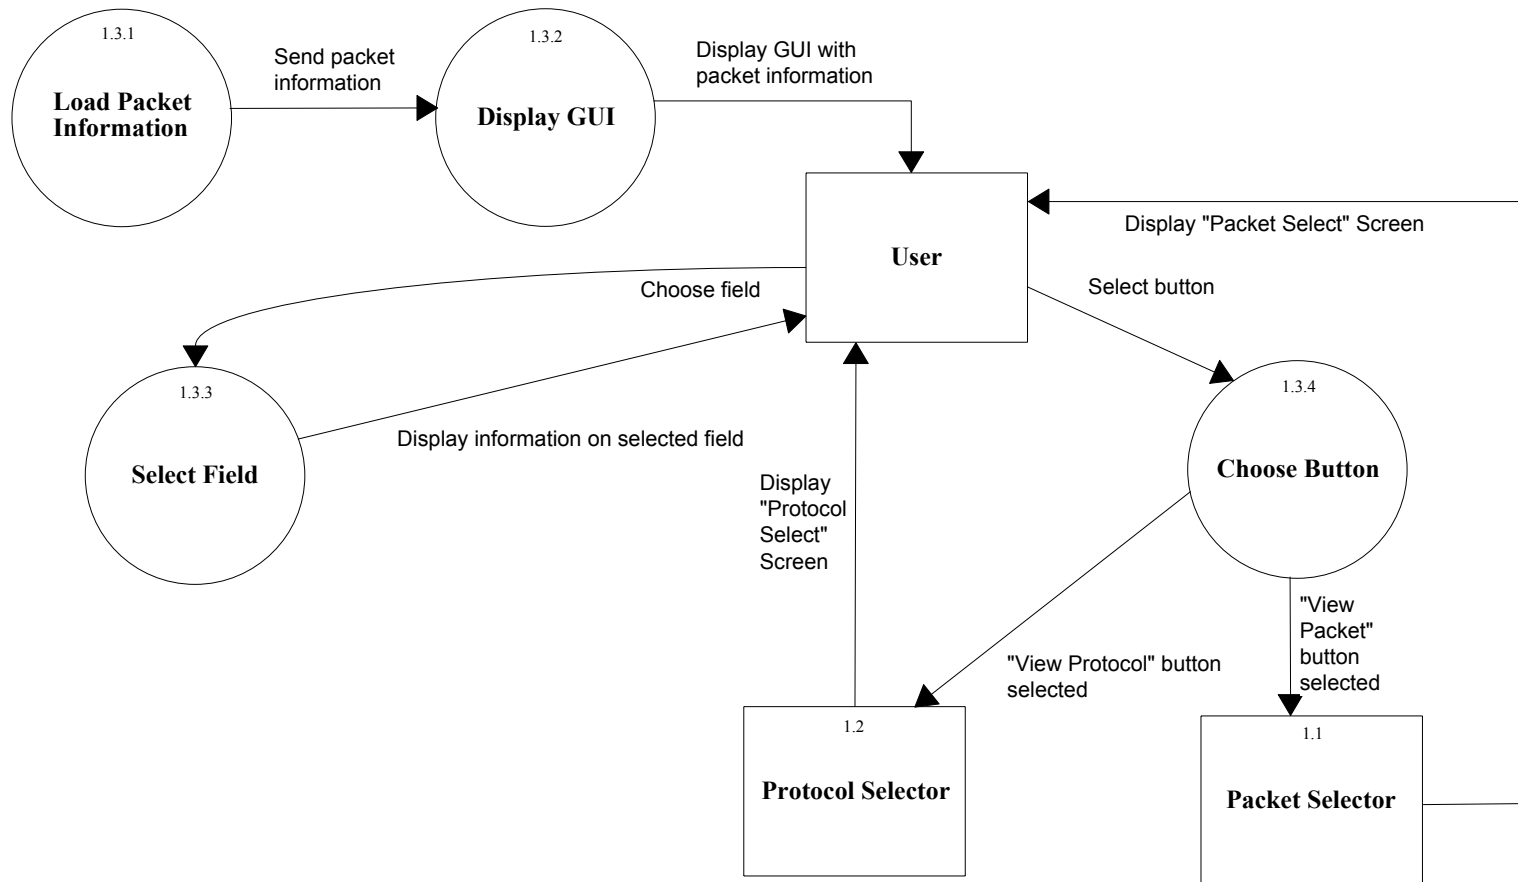 1.3.1
Load Packet
Information
Send packet
information
1.3.2
Display GUI
Display GUI with
packet information
User
Display "Packet Select" Screen
Select button
Choose field
1.3.3
Select Field
Display information on selected field
1.3.4
Choose Button
Display
"Protocol
Select"
Screen
"View Protocol" button
selected
"View
Packet"
button
selected
1.2
Protocol Selector
1.1
Packet Selector